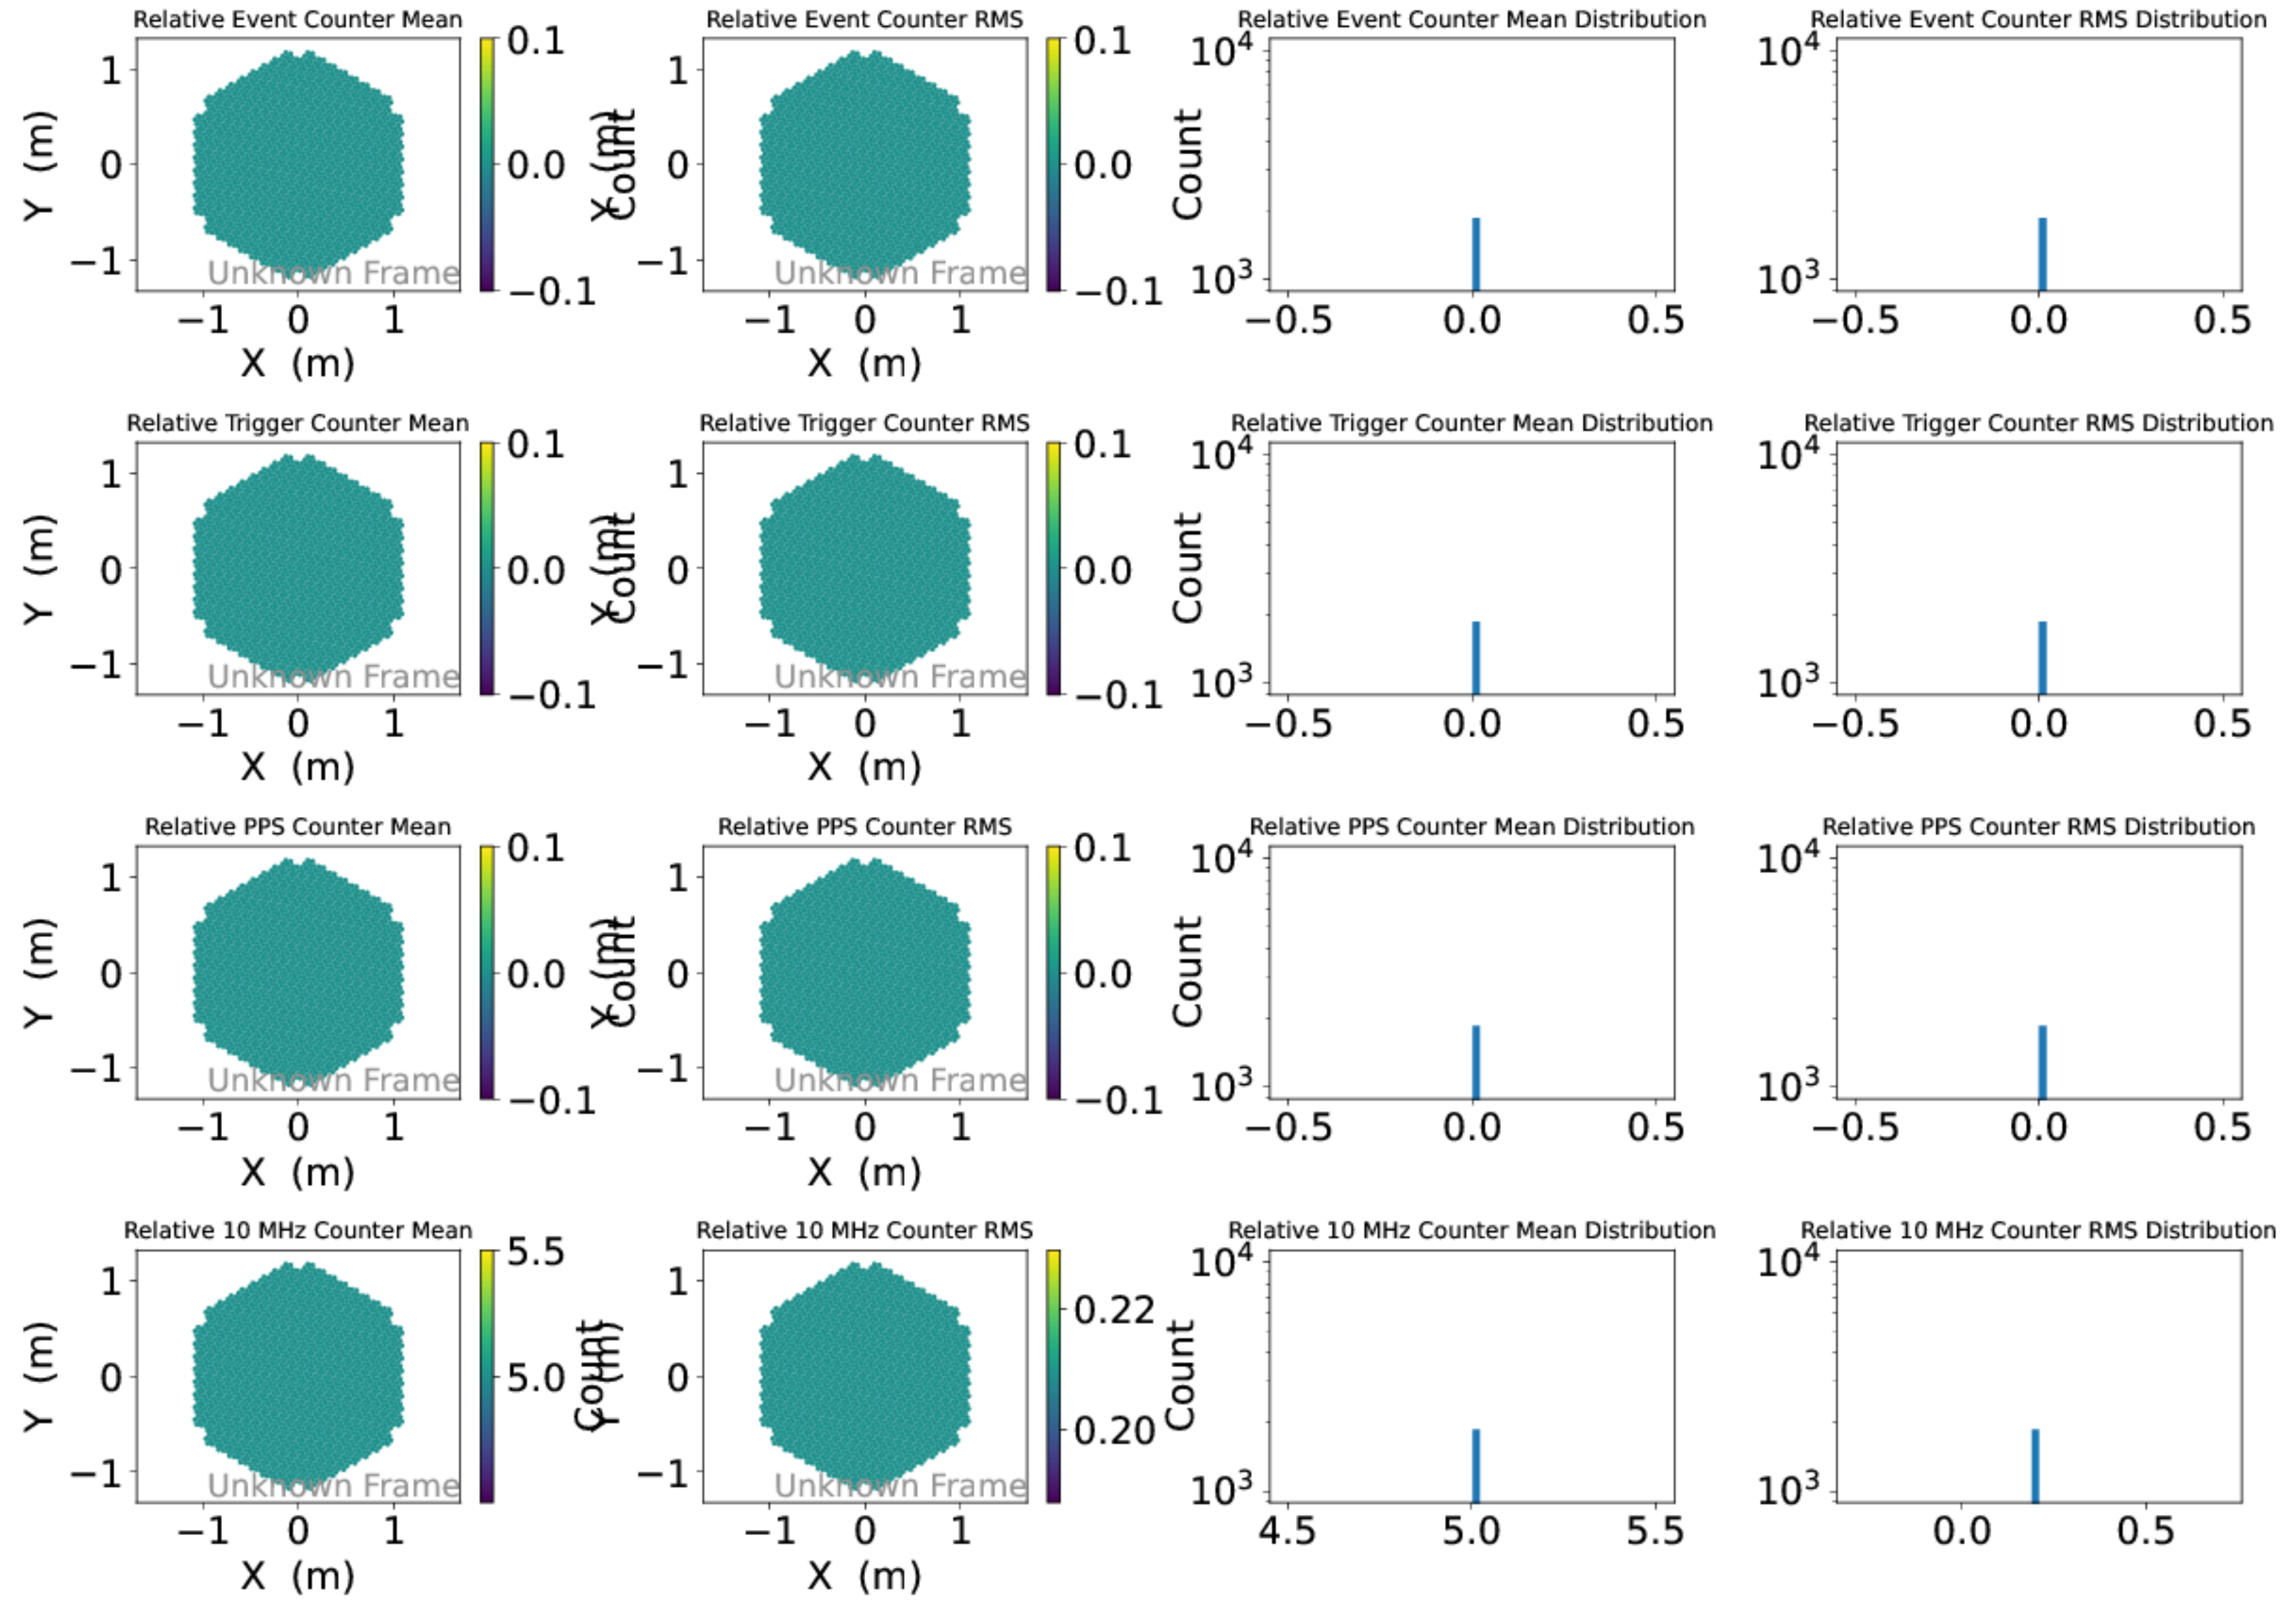 Relative Event Counter Mean
Relative Event Counter RMS
Relative Event Counter Mean Distribution
Relative Event Counter RMS Distribution
Y (m)
1
0
−1
Unknown Frame
−1 0 1
X (m)
0.1
0.0
−0.1
Count
Y (m)
1
0
−1
Unknown Frame
−1 0 1
X (m)
0.1
0.0
−0.1
Count
10⁴
10³
−0.5 0.0 0.5
10⁴
10³
−0.5 0.0 0.5
Relative Trigger Counter Mean
Relative Trigger Counter RMS
Relative Trigger Counter Mean Distribution
Relative Trigger Counter RMS Distribution
Y (m)
1
0
−1
Unknown Frame
−1 0 1
X (m)
0.1
0.0
−0.1
Count
Y (m)
1
0
−1
Unknown Frame
−1 0 1
X (m)
0.1
0.0
−0.1
Count
10⁴
10³
−0.5 0.0 0.5
10⁴
10³
−0.5 0.0 0.5
Relative PPS Counter Mean
Relative PPS Counter RMS
Relative PPS Counter Mean Distribution
Relative PPS Counter RMS Distribution
Y (m)
1
0
−1
Unknown Frame
−1 0 1
X (m)
0.1
0.0
−0.1
Count
Y (m)
1
0
−1
Unknown Frame
−1 0 1
X (m)
0.1
0.0
−0.1
Count
10⁴
10³
−0.5 0.0 0.5
10⁴
10³
−0.5 0.0 0.5
Relative 10 MHz Counter Mean
Relative 10 MHz Counter RMS
Relative 10 MHz Counter Mean Distribution
Relative 10 MHz Counter RMS Distribution
Y (m)
1
0
−1
Unknown Frame
−1 0 1
X (m)
5.5
5.0
Count
Y (m)
1
0
−1
Unknown Frame
−1 0 1
X (m)
0.22
0.20
Count
10⁴
10³
4.5 5.0 5.5
10⁴
10³
0.0 0.5